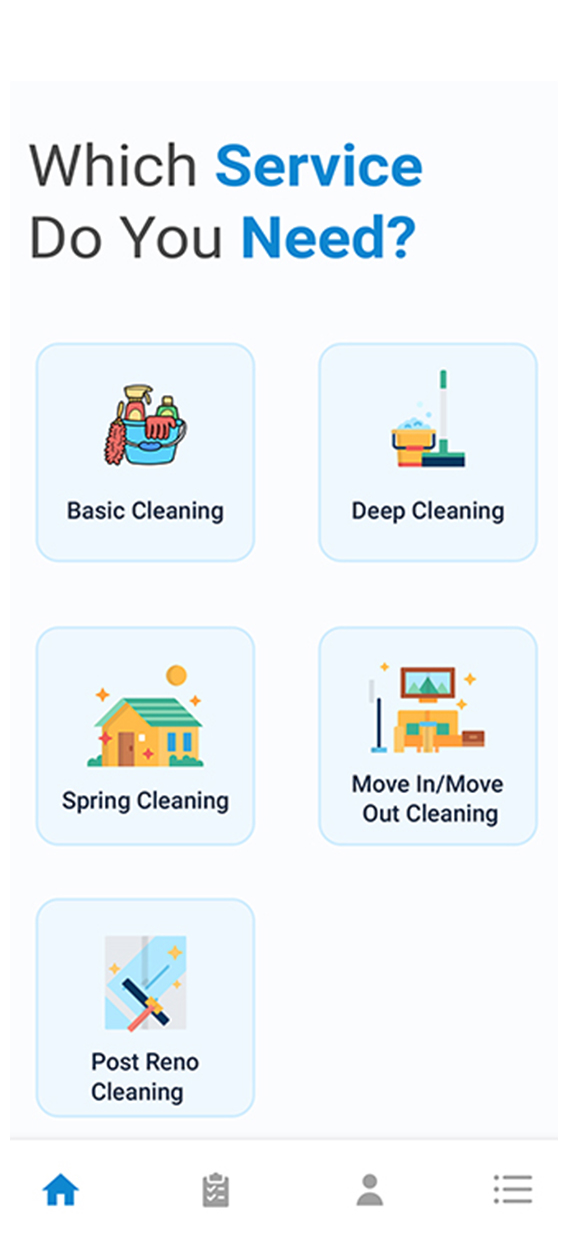 Which Service
Do You Need?
Basic Cleaning
Deep Cleaning
Spring Cleaning
Move In/Move
Out Cleaning
Post Reno
Cleaning